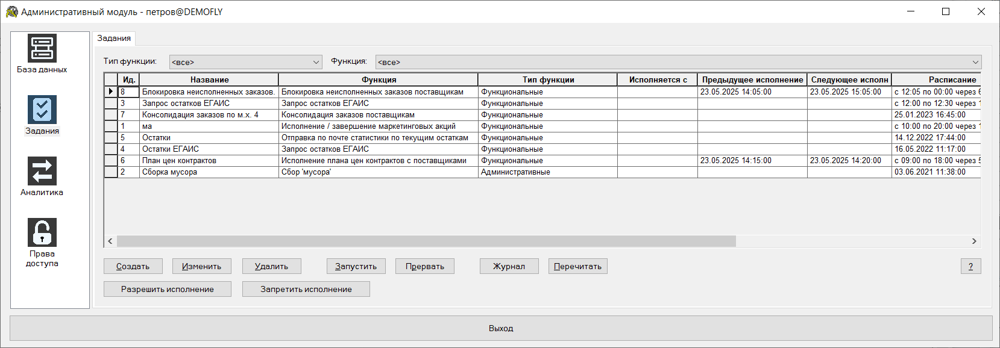 Административный модуль - петров@DEMOFLY
База данных
Задания
Аналитика
Права
доступа
Задания
Тип функции: <все> Функция: <все>
Ид. Название Функция Тип функции Исполняется с Предыдущее исполнение Следующее исполн Расписание
8 Блокировка неисполненных заказов. Блокировка неисполненных заказов поставщикам Функциональные 23.05.2025 14:05:00 23.05.2025 15:05:00 с 12:05 по 00:00 через 6
3 Запрос остатков ЕГАИС Запрос остатков ЕГАИС Функциональные с 12:00 по 12:30 через 1
7 Консолидация заказов по м.х. 4 Консолидация заказов поставщикам Функциональные 25.01.2023 16:45:00
1 ма Исполнение / завершение маркетинговых акций Функциональные с 10:00 по 20:00 через 1
5 Остатки Отправка по почте статистики по текущим остаткам Функциональные 14.12.2022 17:44:00
4 Остатки ЕГАИС Запрос остатков ЕГАИС Функциональные 16.05.2022 11:17:00
6 План цен контрактов Исполнение плана цен контрактов с поставщиками Функциональные 23.05.2025 14:15:00 23.05.2025 14:20:00 с 09:00 по 18:00 через 5
2 Сборка мусора Сбор 'мусора' Административные 03.06.2021 11:38:00
Создать Изменить Удалить Запустить Прервать Журнал Перечитать ?
Разрешить исполнение Запретить исполнение
Выход